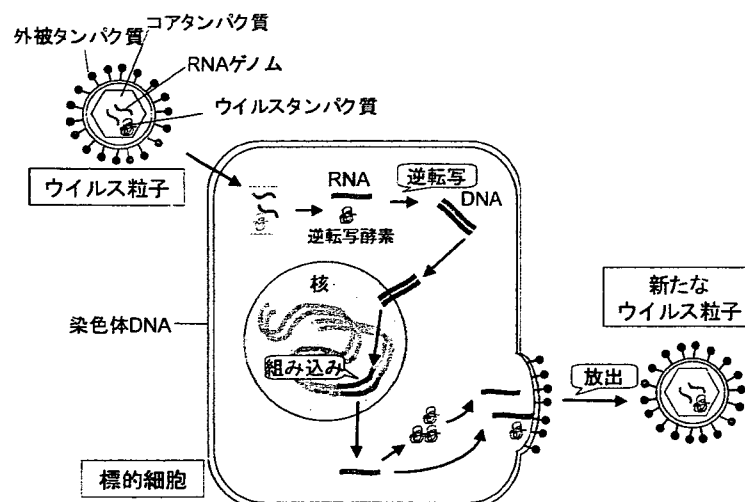 コアタンパク質
外被タンパク質
RNAゲノム
ウイルスタンパク質
ウイルス粒子
RNA
逆転写
DNA
逆転写酵素
核
新たな
ウイルス粒子
染色体DNA
組み込み
放出
標的細胞